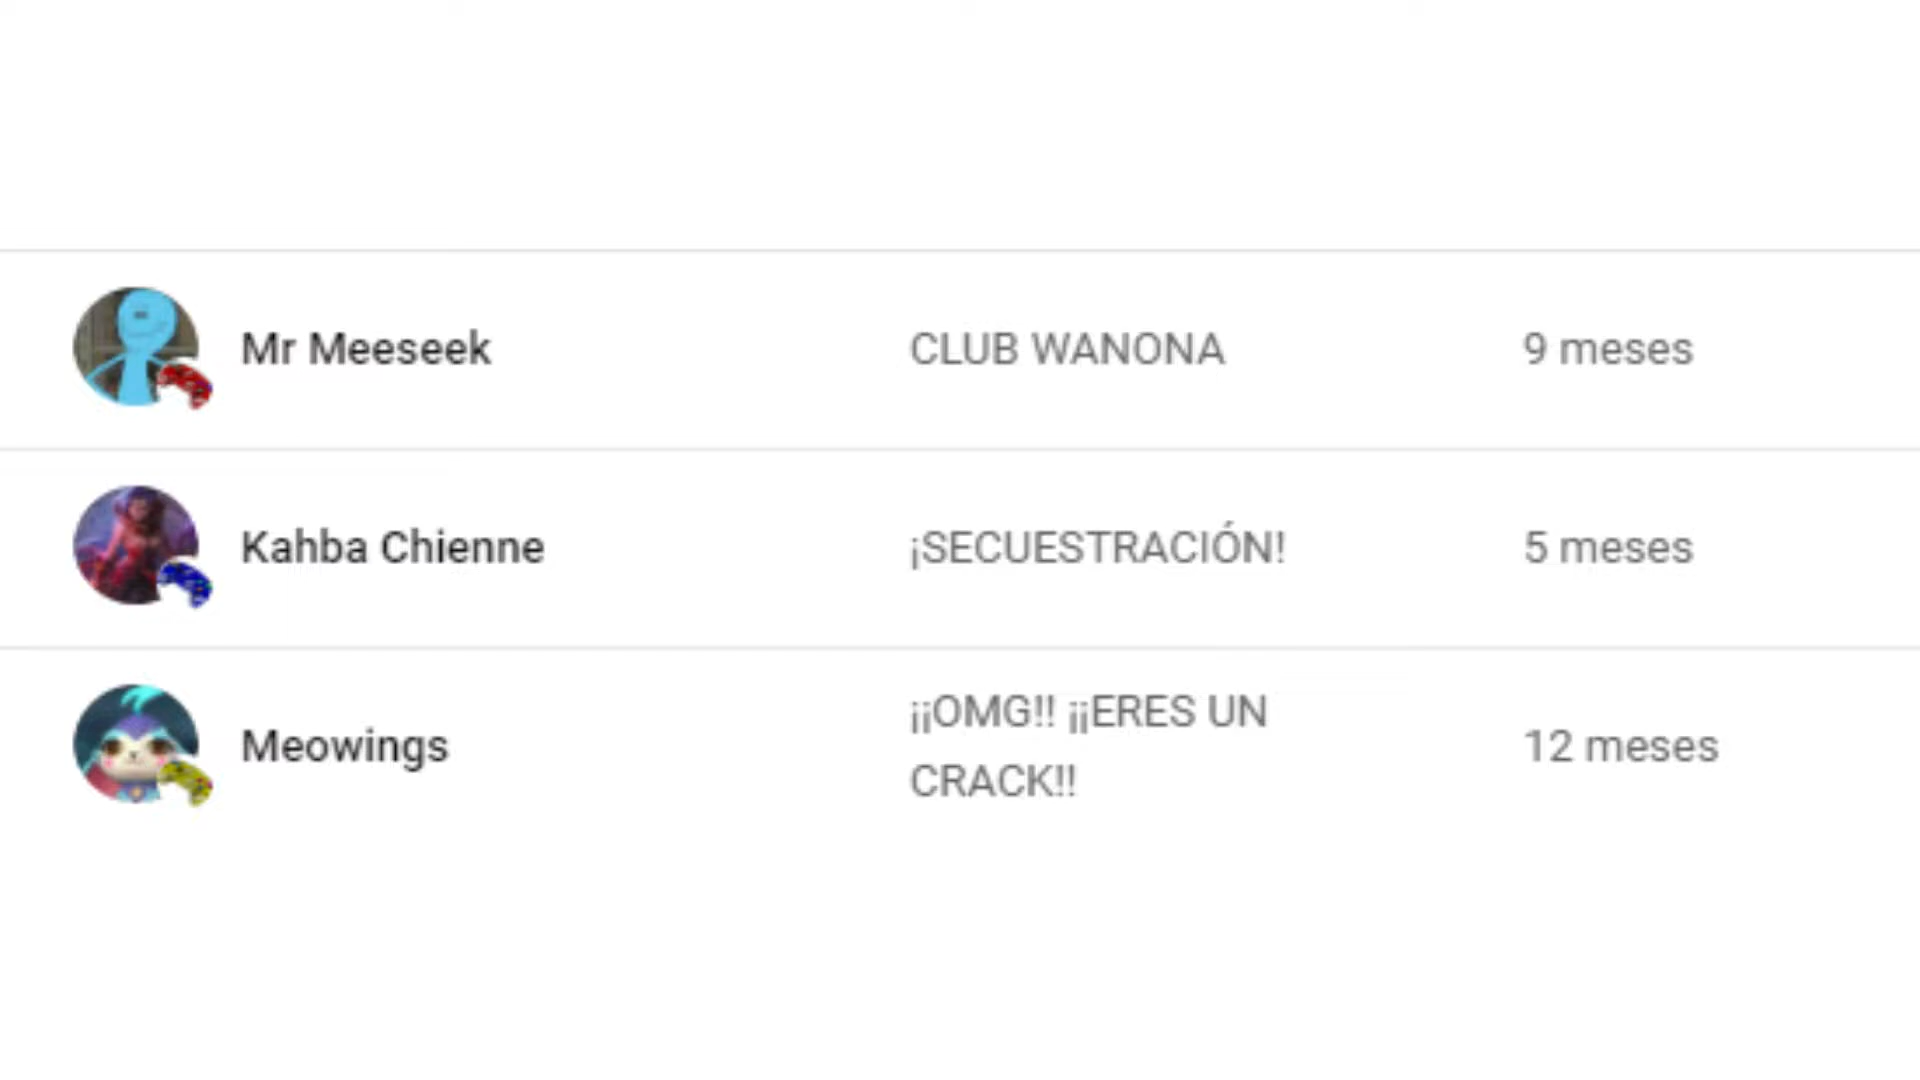 Mr Meeseek
CLUB WANONA
9 meses
Kahba Chienne
¡SECUESTRACIÓN!
5 meses
Meowings
¡¡OMG!! ¡¡ERES UN
CRACK!!
12 meses